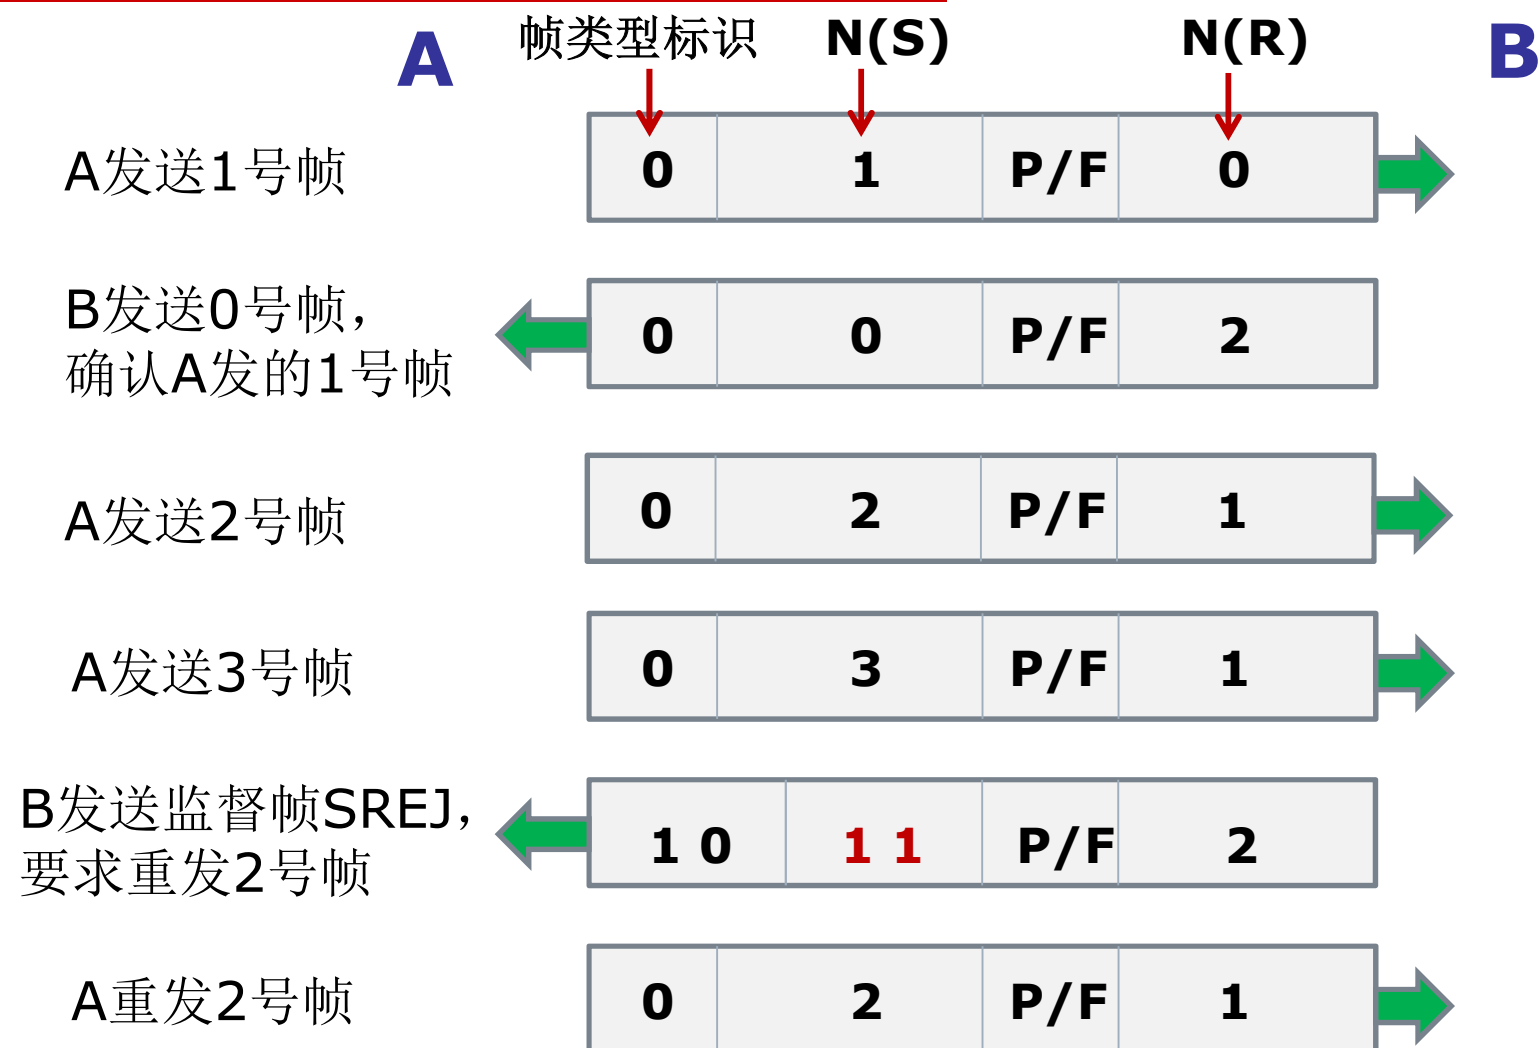 A 帧类型标识 N(S) N(R) B
A发送1号帧 0 1 P/F 0
B发送0号帧，
确认A发的1号帧 0 0 P/F 2
A发送2号帧 0 2 P/F 1
A发送3号帧 0 3 P/F 1
B发送监督帧SREJ，
要求重发2号帧 1 0 1 1 P/F 2
A重发2号帧 0 2 P/F 1